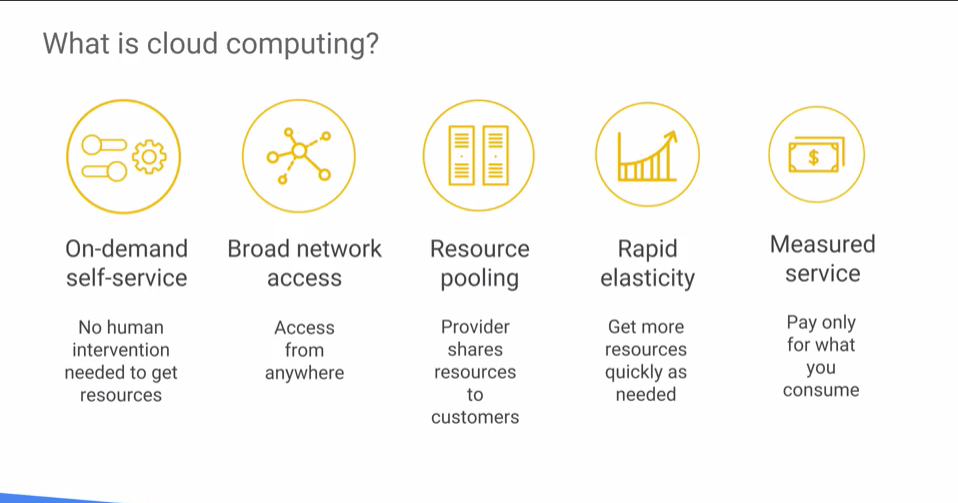 What is cloud computing?
$
On-demand
self-service
No human
intervention
needed to get
resources
Broad network
access
Access
from
anywhere
Resource
pooling
Provider
shares
resources
to
customers
Rapid
elasticity
Get more
resources
quickly as
needed
Measured
service
Pay only
for what
you
consume